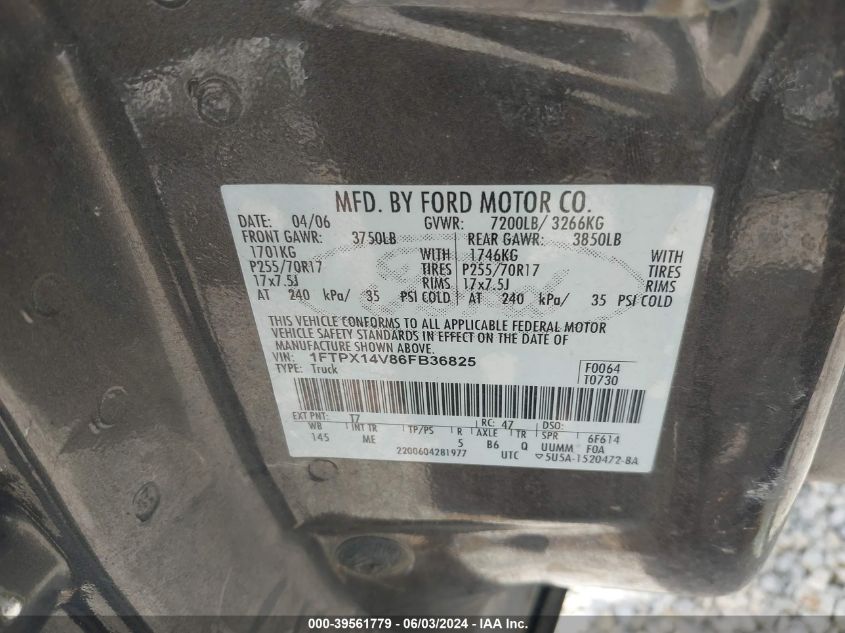 MFD. BY FORD MOTOR CO.
DATE: 04/06 GVWR: 7200LB/ 3266KG
FRONT GAWR: 3750LB REAR GAWR: 3850LB
1701KG WITH 1746KG WITH
P255/70R17 TIRES P255/70R17 TIRES
17x7.5J RIMS 17x7.5J RIMS
AT 240 kPa/ 35 PSI COLD AT 240 kPa/ 35 PSI COLD
THIS VEHICLE CONFORMS TO ALL APPLICABLE FEDERAL MOTOR
VEHICLE SAFETY STANDARDS IN EFFECT ON THE DATE OF
MANUFACTURE SHOWN ABOVE.
VIN: 1FTPX14V86FB36825 F0064
TYPE: Truck T0730
EXT PNT: T7 RC: 47 DSO:
WB INT TR TP/PS R AXLE TR SPR 6F614
145 ME 5 B6 Q UUMM F0A
2200604281977 UTC 5U5A-1520472-BA
000-39561779 - 06/03/2024 - IAA Inc.